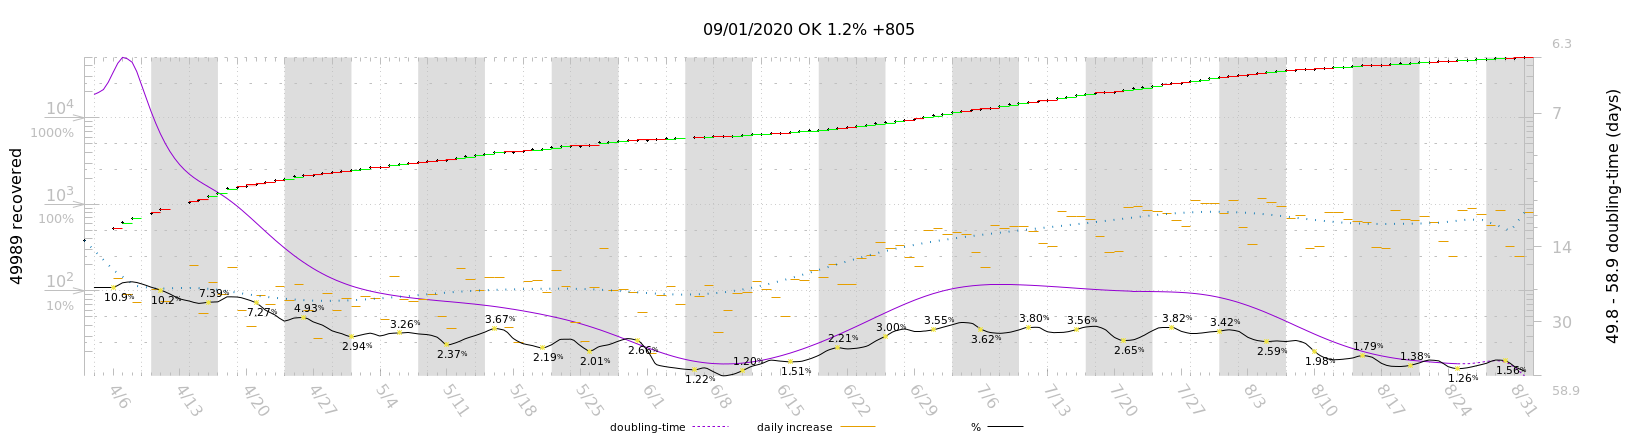 09/01/2020 OK 1.2% +805
49989 recovered
10⁴
1000%
10³
100%
10²
10%
6.3
7
14
30
58.9
49.8 - 58.9 doubling-time (days)
10.9% 10.2% 7.39% 7.27% 4.93% 2.94% 3.26% 2.37% 3.67% 2.19% 2.01% 2.66% 1.22% 1.20% 1.51% 2.21% 3.00% 3.55% 3.62% 3.80% 3.56% 2.65% 3.82% 3.42% 2.59% 1.98% 1.79% 1.38% 1.26% 1.56%
4/6 4/13 4/20 4/27 5/4 5/11 5/18 5/25 6/1 6/8 6/15 6/22 6/29 7/6 7/13 7/20 7/27 8/3 8/10 8/17 8/24 8/31
doubling-time daily increase %